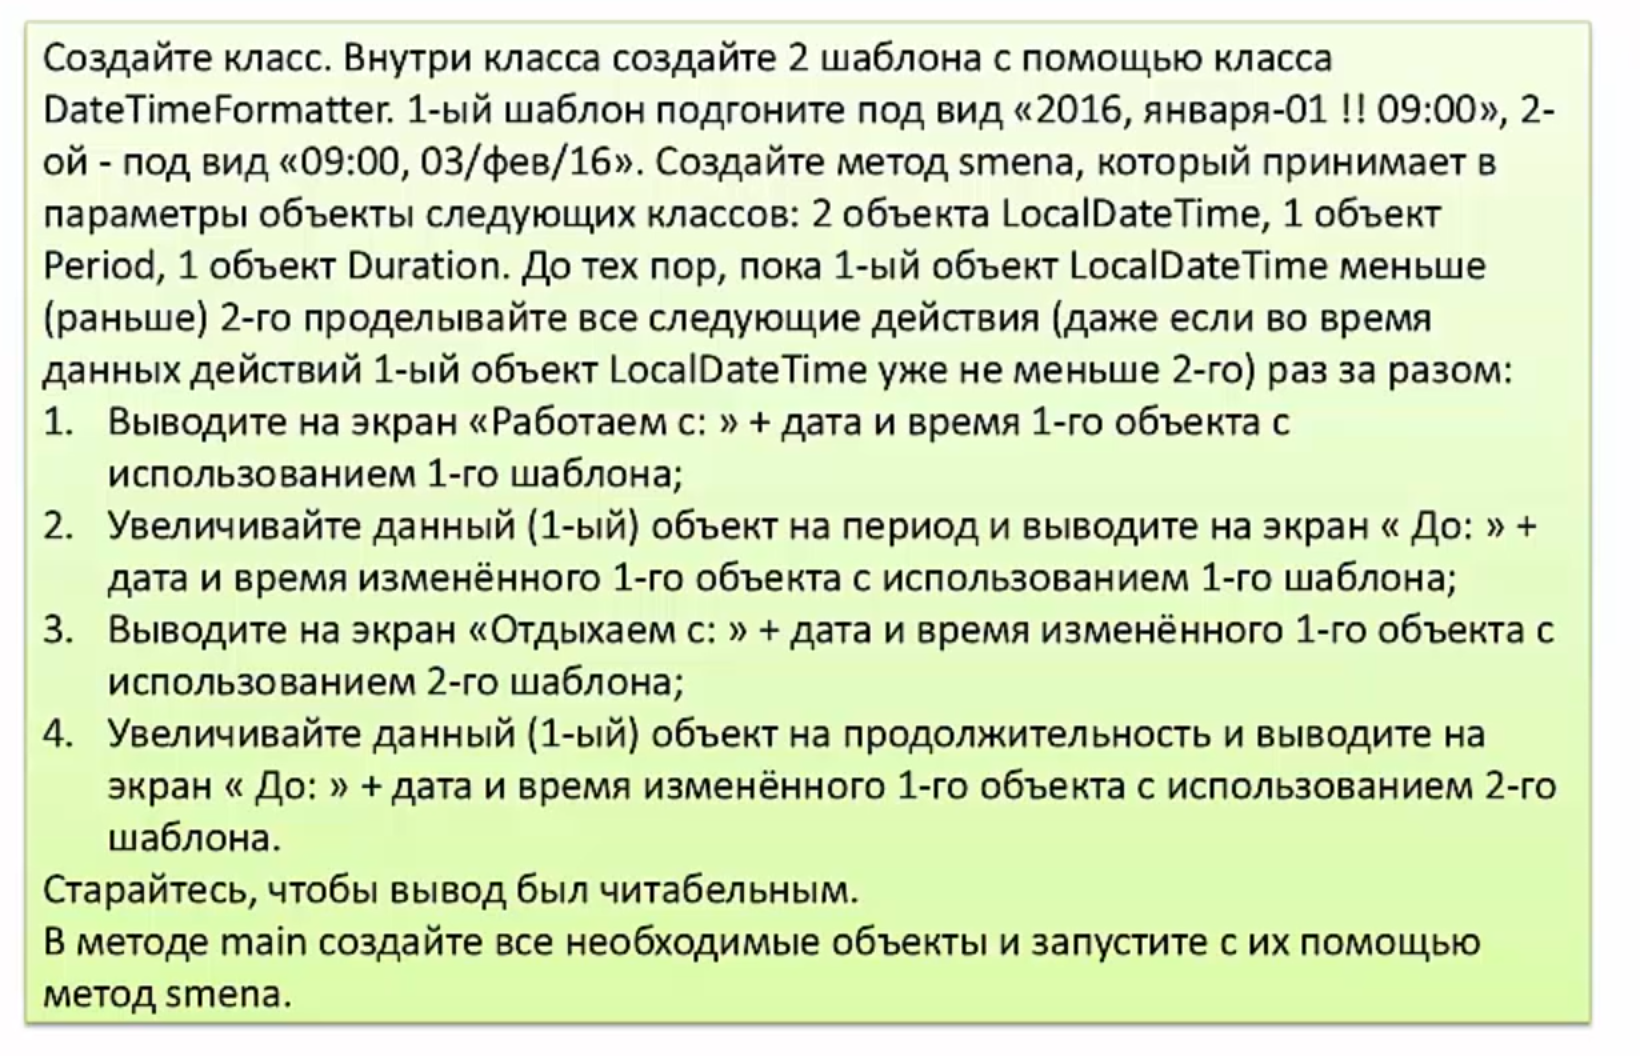 Создайте класс. Внутри класса создайте 2 шаблона с помощью класса
DateTimeFormatter. 1-ый шаблон подгоните под вид «2016, января-01 !! 09:00», 2-
ой - под вид «09:00, 03/фев/16». Создайте метод smena, который принимает в
параметры объекты следующих классов: 2 объекта LocalDateTime, 1 объект
Period, 1 объект Duration. До тех пор, пока 1-ый объект LocalDateTime меньше
(раньше) 2-го проделывайте все следующие действия (даже если во время
данных действий 1-ый объект LocalDateTime уже не меньше 2-го) раз за разом:
1. Выводите на экран «Работаем с: » + дата и время 1-го объекта с
использованием 1-го шаблона;
2. Увеличивайте данный (1-ый) объект на период и выводите на экран « До: » +
дата и время изменённого 1-го объекта с использованием 1-го шаблона;
3. Выводите на экран «Отдыхаем с: » + дата и время изменённого 1-го объекта с
использованием 2-го шаблона;
4. Увеличивайте данный (1-ый) объект на продолжительность и выводите на
экран « До: » + дата и время изменённого 1-го объекта с использованием 2-го
шаблона.
Старайтесь, чтобы вывод был читабельным.
В методе main создайте все необходимые объекты и запустите с их помощью
метод smena.